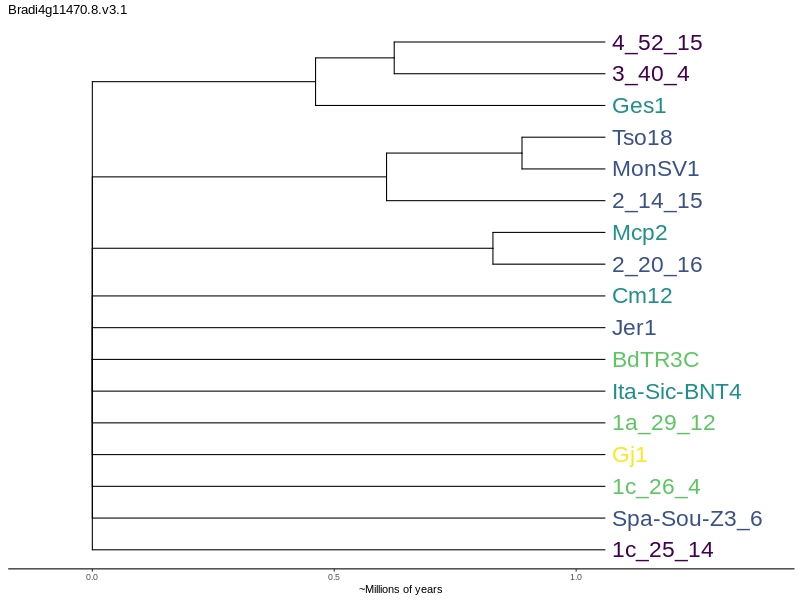 Bradi4g11470.8.v3.1
4_52_15
3_40_4
Ges1
Tso18
MonSV1
2_14_15
Mcp2
2_20_16
Cm12
Jer1
BdTR3C
Ita-Sic-BNT4
1a_29_12
Gj1
1c_26_4
Spa-Sou-Z3_6
1c_25_14
0.0 0.5 1.0
~Millions of years